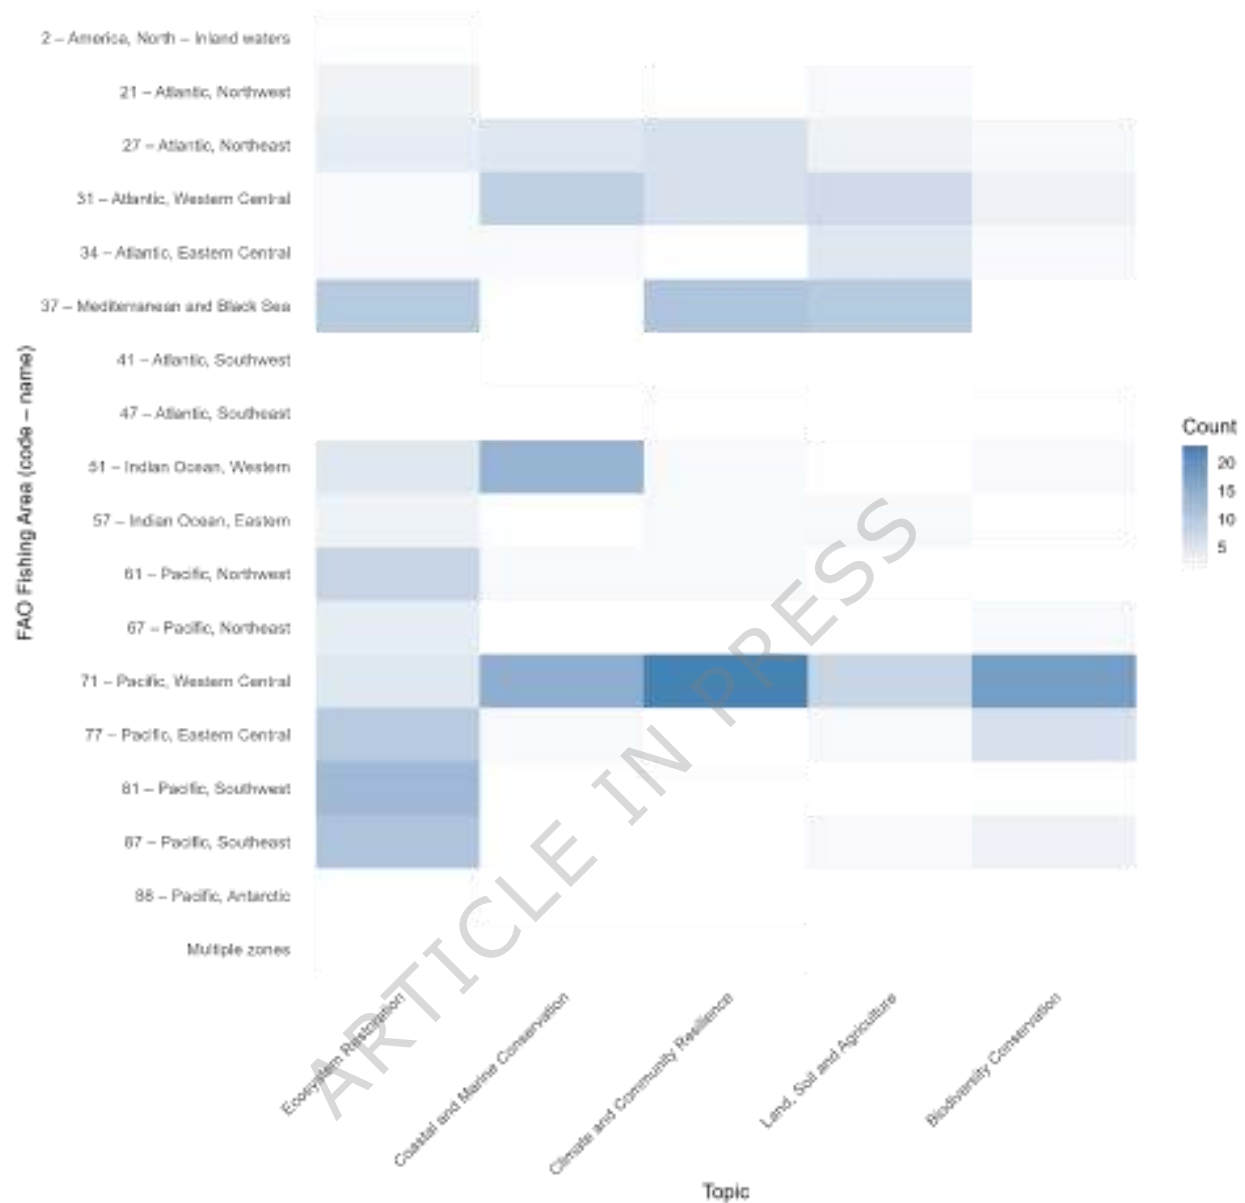 2 – America, North – Inland waters
21 – Atlantic, Northwest
27 – Atlantic, Northeast
31 – Atlantic, Western Central
34 – Atlantic, Eastern Central
37 – Mediterranean and Black Sea
41 – Atlantic, Southwest
47 – Atlantic, Southeast
51 – Indian Ocean, Western
57 – Indian Ocean, Eastern
61 – Pacific, Northwest
67 – Pacific, Northeast
71 – Pacific, Western Central
77 – Pacific, Eastern Central
81 – Pacific, Southwest
87 – Pacific, Southeast
88 – Pacific, Antarctic
Multiple zones
FAO Fishing Area (code – name)
Ecosystem Restoration
Coastal and Marine Conservation
Climate and Community Resilience
Land, Soil and Agriculture
Biodiversity Conservation
Topic
Count
20
15
10
5
ARTICLE IN PRESS